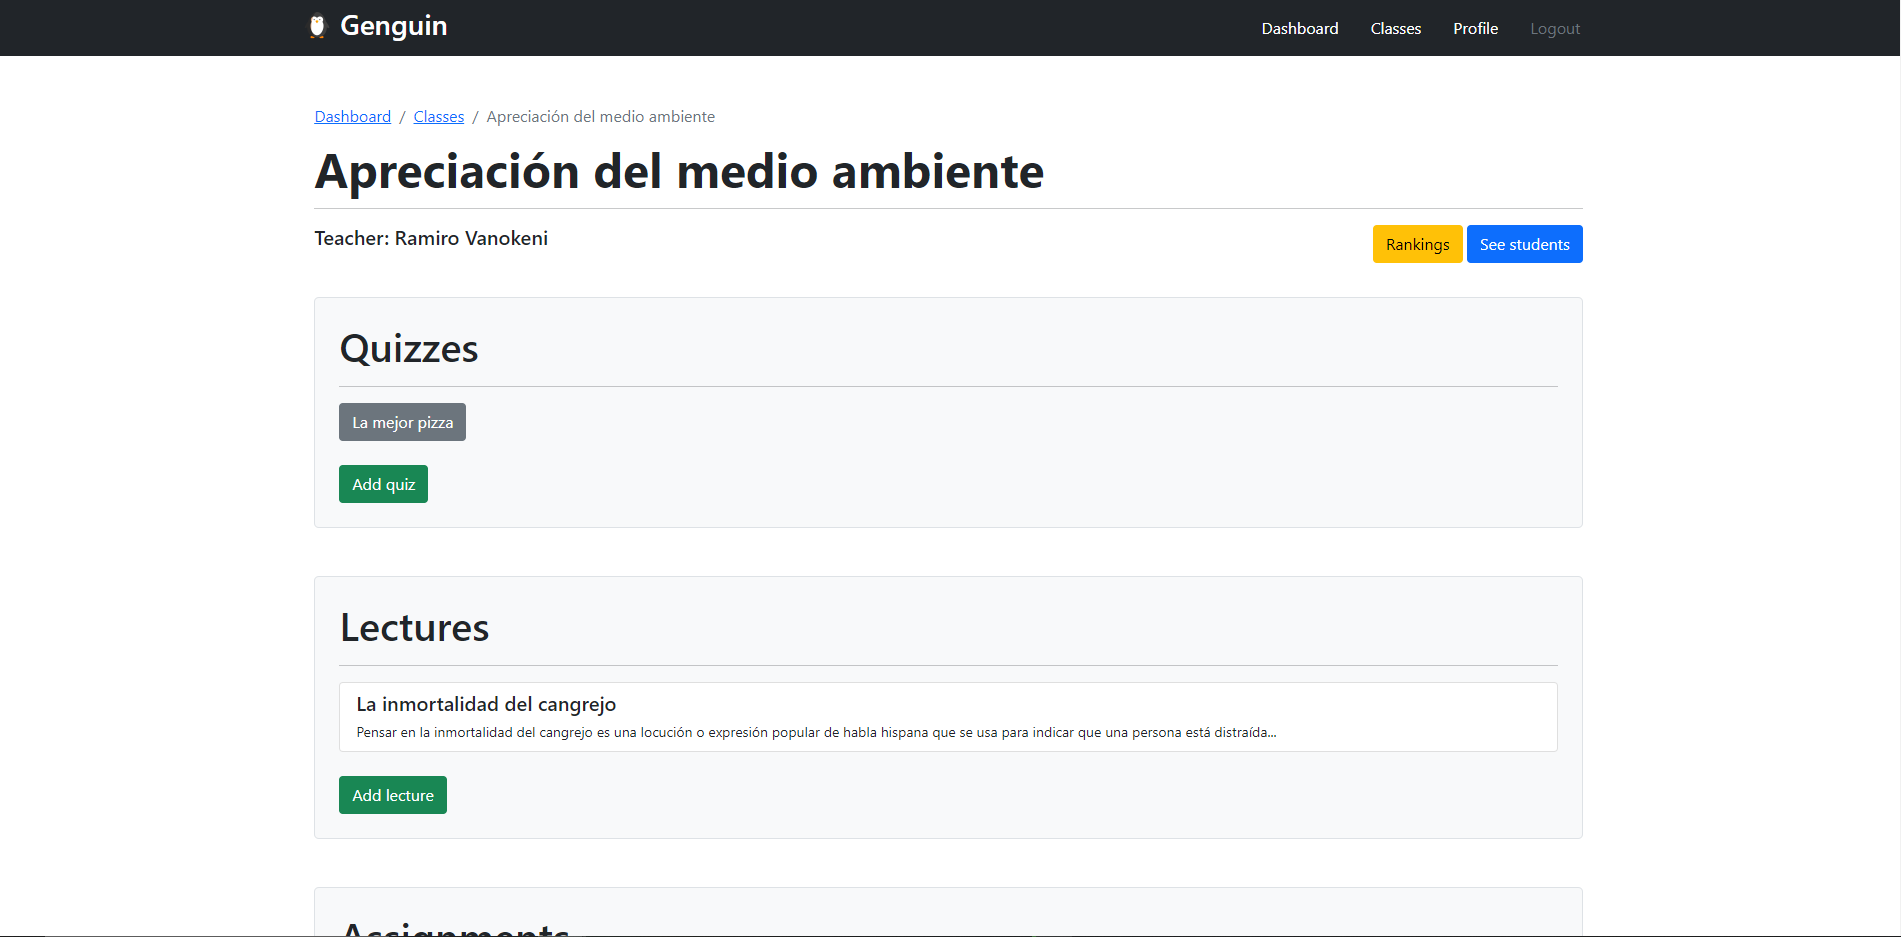 Genguin
Dashboard Classes Profile Logout
Dashboard / Classes / Apreciación del medio ambiente
Apreciación del medio ambiente
Teacher: Ramiro Vanokeni
Rankings See students
Quizzes
La mejor pizza
Add quiz
Lectures
La inmortalidad del cangrejo
Pensar en la inmortalidad del cangrejo es una locución o expresión popular de habla hispana que se usa para indicar que una persona está distraída...
Add lecture
Assignments